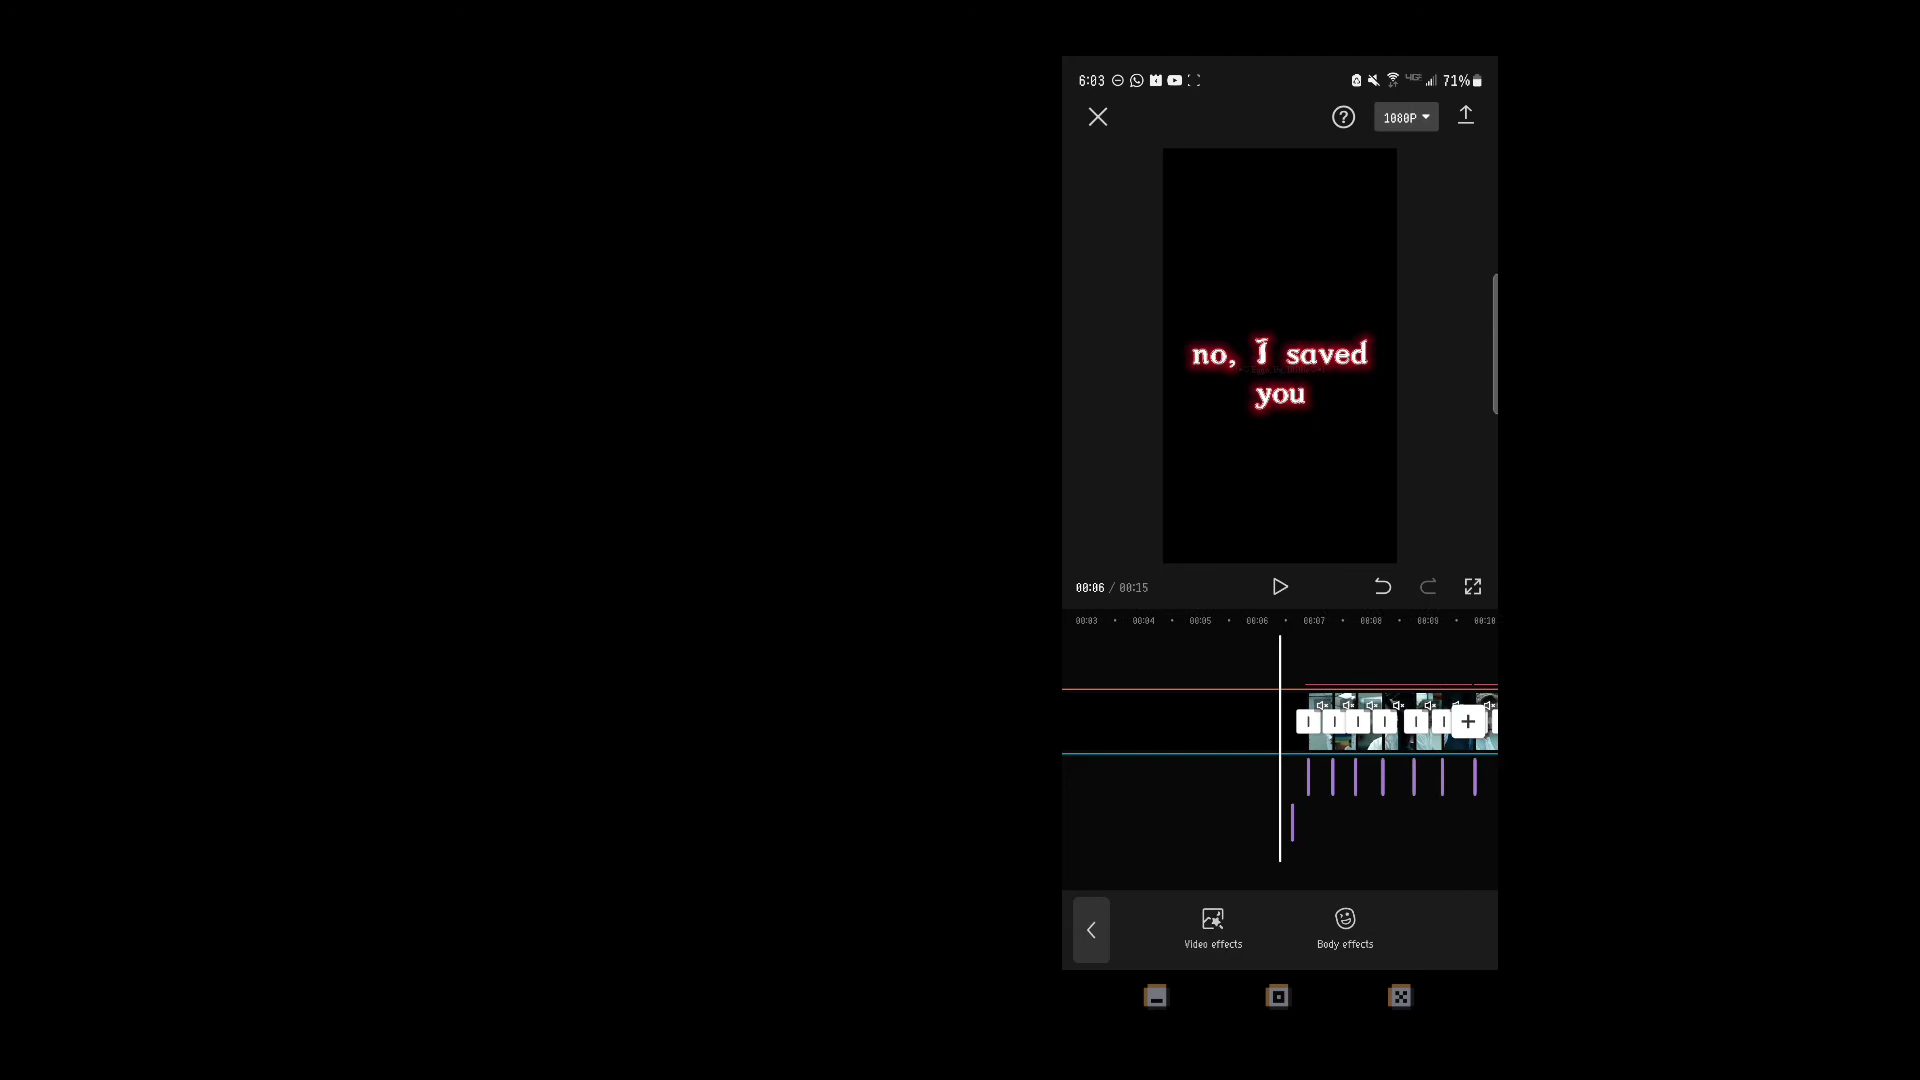 6:03 71%
? 1080P
no, I saved
you
00:06 / 00:15
00:03 00:04 00:05 00:06 00:07 00:08 00:09 00:10
Video effects Body effects